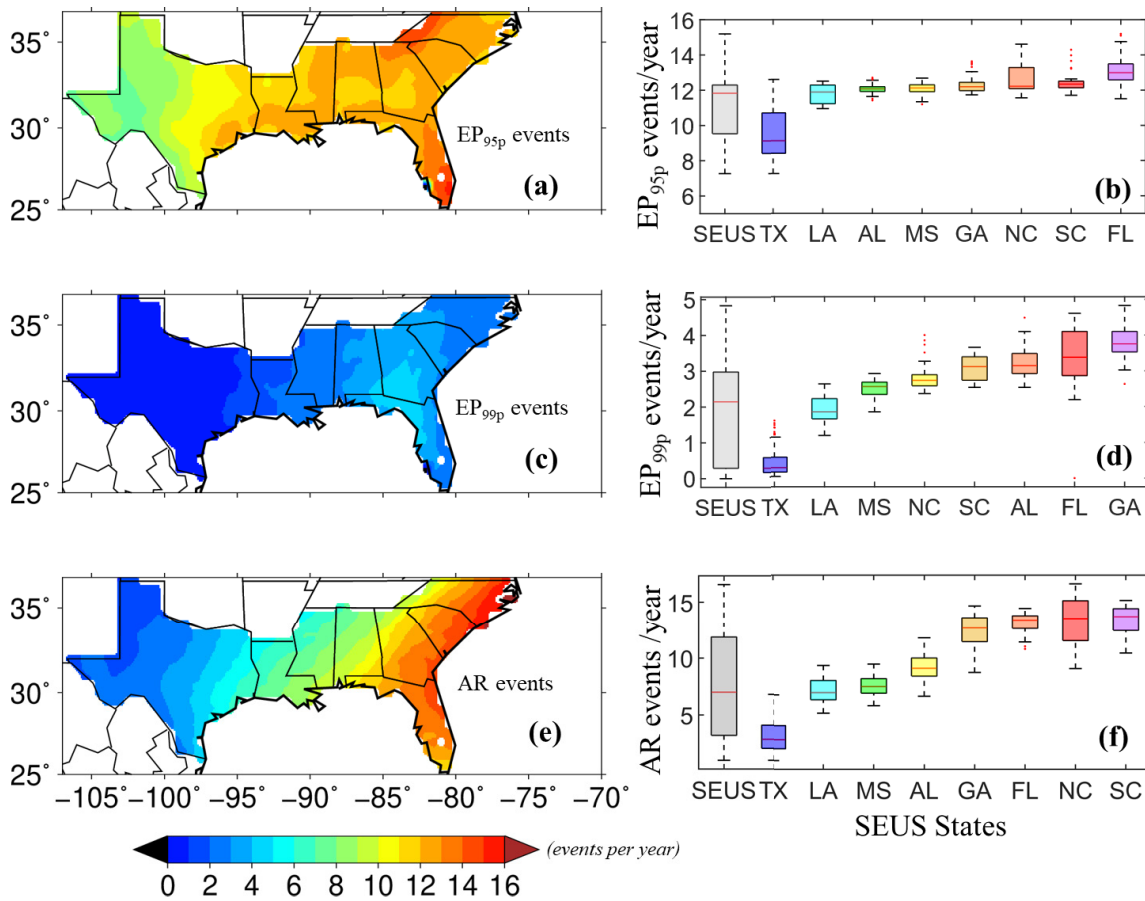 35°
30°
25°
EP95p events
(a)
EP95p events/year
16
14
12
10
8
6
(b)
SEUS TX LA AL MS GA NC SC FL
35°
30°
25°
EP99p events
(c)
EP99p events/year
5
4
3
2
1
0
(d)
SEUS TX LA MS NC SC AL FL GA
35°
30°
25°
AR events
(e)
−105 −100 −95 −90 −85 −80 −75 −70°
AR events /year
15
10
5
(f)
SEUS TX LA MS AL GA FL NC SC
SEUS States
0 2 4 6 8 10 12 14 16
(events per year)